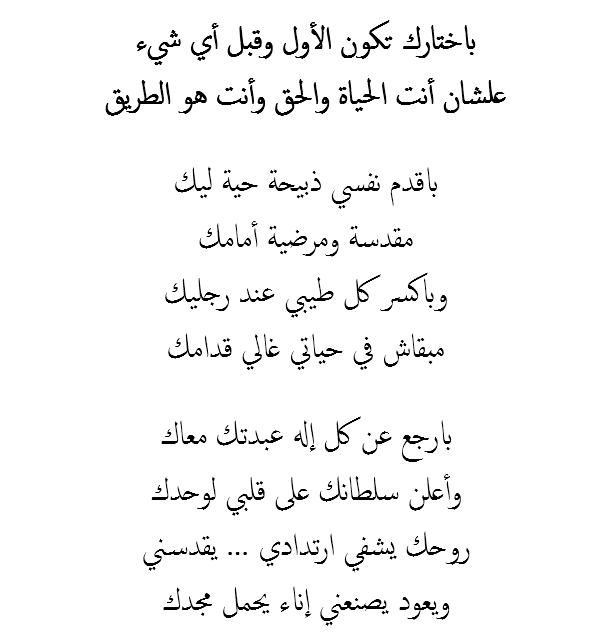 باختارك تكون الأول وقبل أي شيء
علشان أنت الحياة والحق وأنت هو الطريق
باقدم نفسي ذبيحة حية ليك
مقدسة ومرضية أمامك
وباكسر كل طيبي عند رجليك
مبقاش في حياتي غالي قدامك
بارجع عن كل إله عبدتك معاك
وأعلن سلطانك على قلبي لوحدك
روحك يشفي ارتدادي ... يقدسني
ويعود يصنعني إناء يحمل مجدك